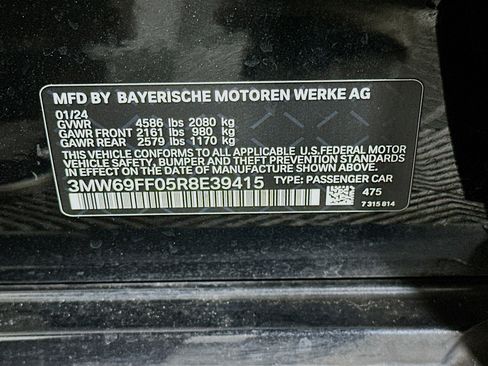 MFD BY BAYERISCHE MOTOREN WERKE AG
01/24
GVWR 4586 lbs 2080 kg
GAWR FRONT 2161 lbs 980 kg
GAWR REAR 2579 lbs 1170 kg
THIS VEHICLE CONFORMS TO ALL APPLICABLE U.S.FEDERAL MOTOR
VEHICLE SAFETY, BUMPER AND THEFT PREVENTION STANDARDS
IN EFFECT ON THE DATE OF MANUFACTURE SHOWN ABOVE.
3MW69FF05R8E39415 TYPE: PASSENGER CAR
475
7 315 814